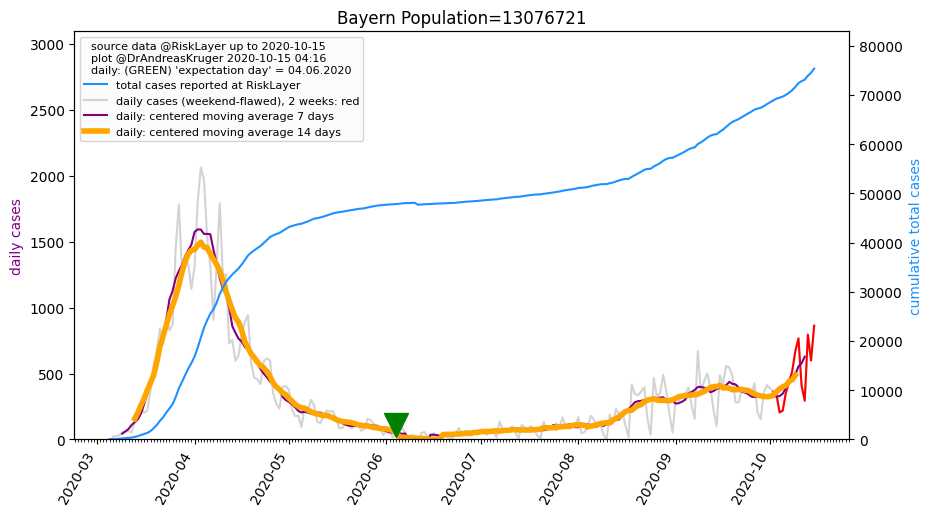 Bayern Population=13076721
source data @RiskLayer up to 2020-10-15
plot @DrAndreasKruger 2020-10-15 04:16
daily: (GREEN) 'expectation day' = 04.06.2020
total cases reported at RiskLayer
daily cases (weekend-flawed), 2 weeks: red
daily: centered moving average 7 days
daily: centered moving average 14 days
daily cases
3000
2500
2000
1500
1000
500
0
cumulative total cases
80000
70000
60000
50000
40000
30000
20000
10000
0
2020-03
2020-04
2020-05
2020-06
2020-07
2020-08
2020-09
2020-10